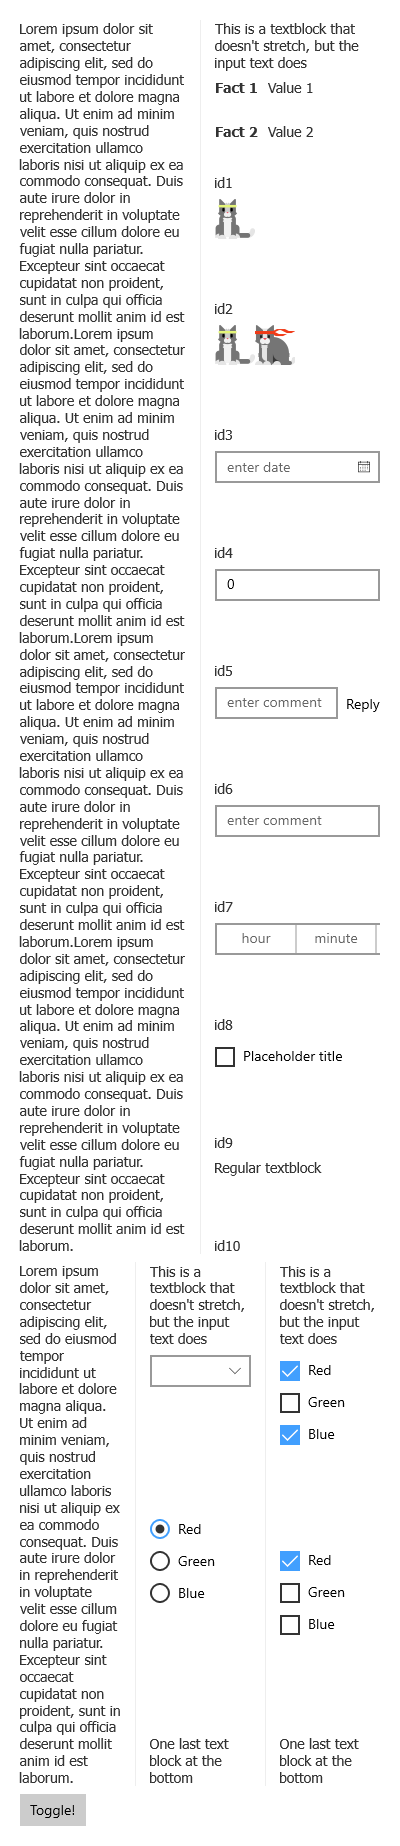 Lorem ipsum dolor sit
amet, consectetur
adipiscing elit, sed do
eiusmod tempor incididunt
ut labore et dolore magna
aliqua. Ut enim ad minim
veniam, quis nostrud
exercitation ullamco
laboris nisi ut aliquip ex ea
commodo consequat. Duis
aute irure dolor in
reprehenderit in voluptate
velit esse cillum dolore eu
fugiat nulla pariatur.
Excepteur sint occaecat
cupidatat non proident,
sunt in culpa qui officia
deserunt mollit anim id est
laborum.Lorem ipsum
dolor sit amet, consectetur
adipiscing elit, sed do
eiusmod tempor incididunt
ut labore et dolore magna
aliqua. Ut enim ad minim
veniam, quis nostrud
exercitation ullamco
laboris nisi ut aliquip ex ea
commodo consequat. Duis
aute irure dolor in
reprehenderit in voluptate
velit esse cillum dolore eu
fugiat nulla pariatur.
Excepteur sint occaecat
cupidatat non proident,
sunt in culpa qui officia
deserunt mollit anim id est
laborum.Lorem ipsum
dolor sit amet, consectetur
adipiscing elit, sed do
eiusmod tempor incididunt
ut labore et dolore magna
aliqua. Ut enim ad minim
veniam, quis nostrud
exercitation ullamco
laboris nisi ut aliquip ex ea
commodo consequat. Duis
aute irure dolor in
reprehenderit in voluptate
velit esse cillum dolore eu
fugiat nulla pariatur.
Excepteur sint occaecat
cupidatat non proident,
sunt in culpa qui officia
deserunt mollit anim id est
laborum.Lorem ipsum
dolor sit amet, consectetur
adipiscing elit, sed do
eiusmod tempor incididunt
ut labore et dolore magna
aliqua. Ut enim ad minim
veniam, quis nostrud
exercitation ullamco
laboris nisi ut aliquip ex ea
commodo consequat. Duis
aute irure dolor in
reprehenderit in voluptate
velit esse cillum dolore eu
fugiat nulla pariatur.
Excepteur sint occaecat
cupidatat non proident,
sunt in culpa qui officia
deserunt mollit anim id est
laborum.
This is a textblock that
doesn't stretch, but the
input text does
Fact 1 Value 1
Fact 2 Value 2
id1
id2
id3
enter date
id4
0
id5
enter comment Reply
id6
enter comment
id7
hour minute
id8
Placeholder title
id9
Regular textblock
id10
Lorem ipsum
dolor sit amet,
consectetur
adipiscing elit,
sed do eiusmod
tempor
incididunt ut
labore et dolore
magna aliqua.
Ut enim ad
minim veniam,
quis nostrud
exercitation
ullamco laboris
nisi ut aliquip ex
ea commodo
consequat. Duis
aute irure dolor
in reprehenderit
in voluptate
velit esse cillum
dolore eu fugiat
nulla pariatur.
Excepteur sint
occaecat
cupidatat non
proident, sunt in
culpa qui officia
deserunt mollit
anim id est
laborum.
This is a
textblock that
doesn't stretch,
but the input
text does
Red
Green
Blue
One last text
block at the
bottom
This is a
textblock that
doesn't stretch,
but the input
text does
Red
Green
Blue
Red
Green
Blue
One last text
block at the
bottom
Toggle!